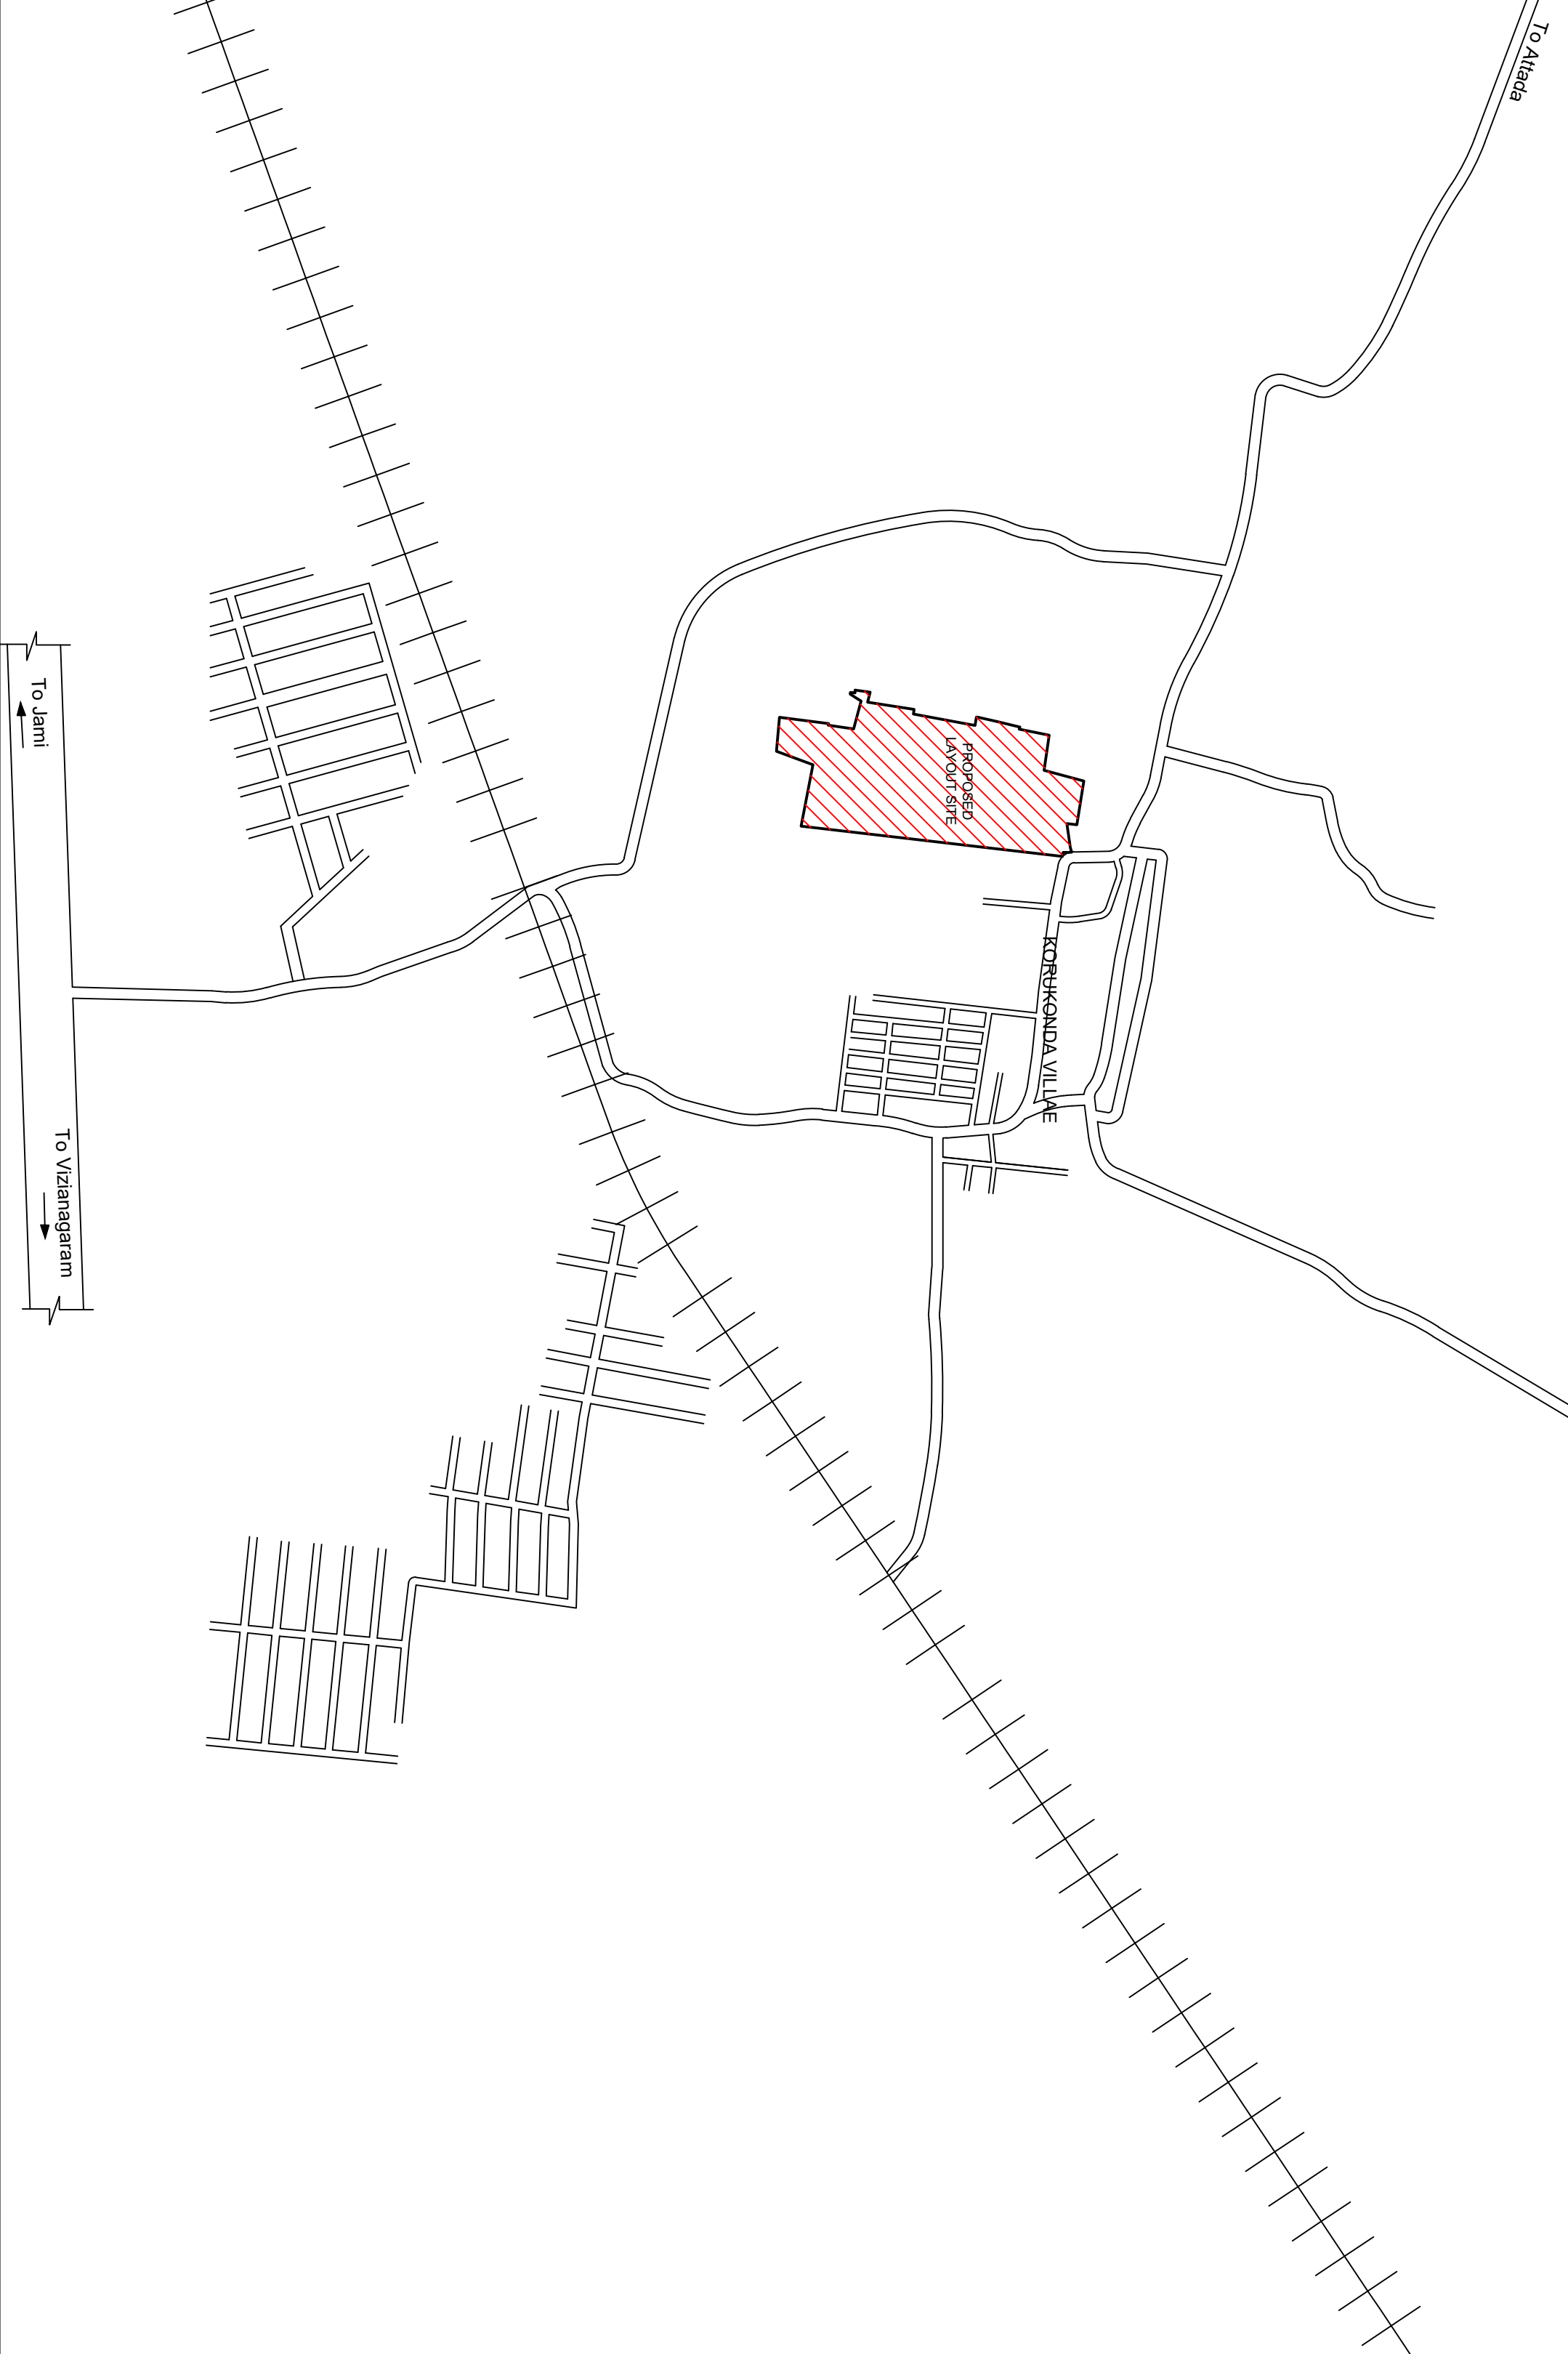 To Attada
PROPOSED
LAYOUT SITE
KORUKONDA VILLAE
To Jami
To Vizianagaram